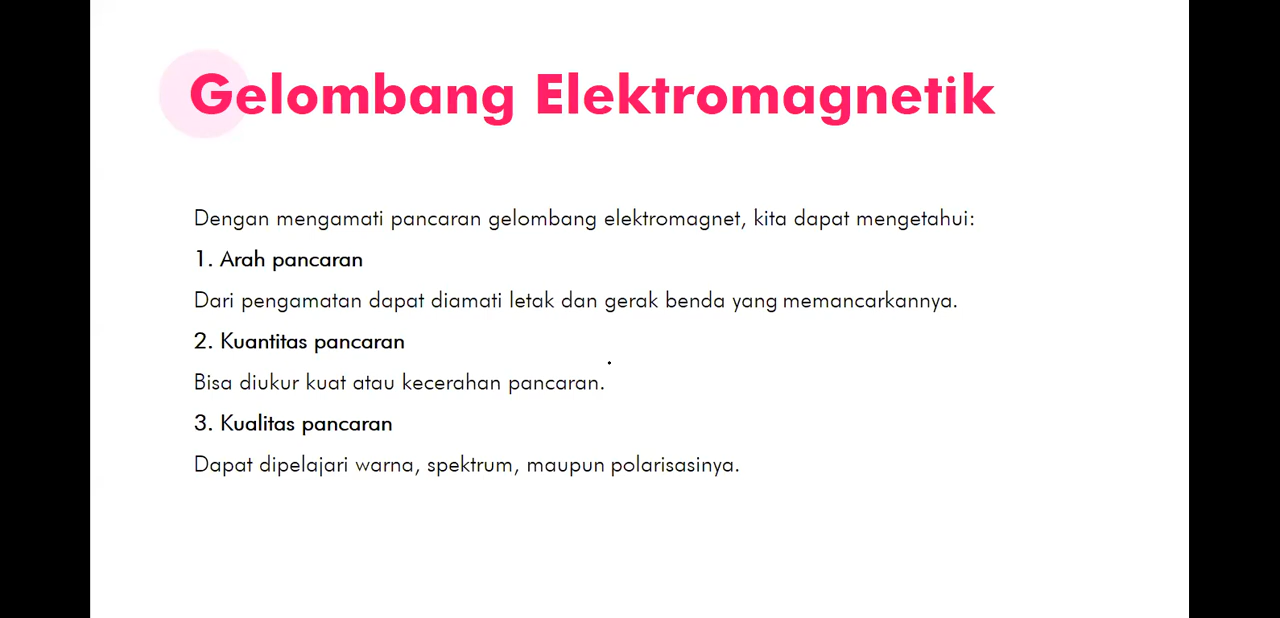 Gelombang Elektromagnetik
Dengan mengamati pancaran gelombang elektromagnet, kita dapat mengetahui:
1. Arah pancaran
Dari pengamatan dapat diamati letak dan gerak benda yang memancarkannya.
2. Kuantitas pancaran
Bisa diukur kuat atau kecerahan pancaran.
3. Kualitas pancaran
Dapat dipelajari warna, spektrum, maupun polarisasinya.